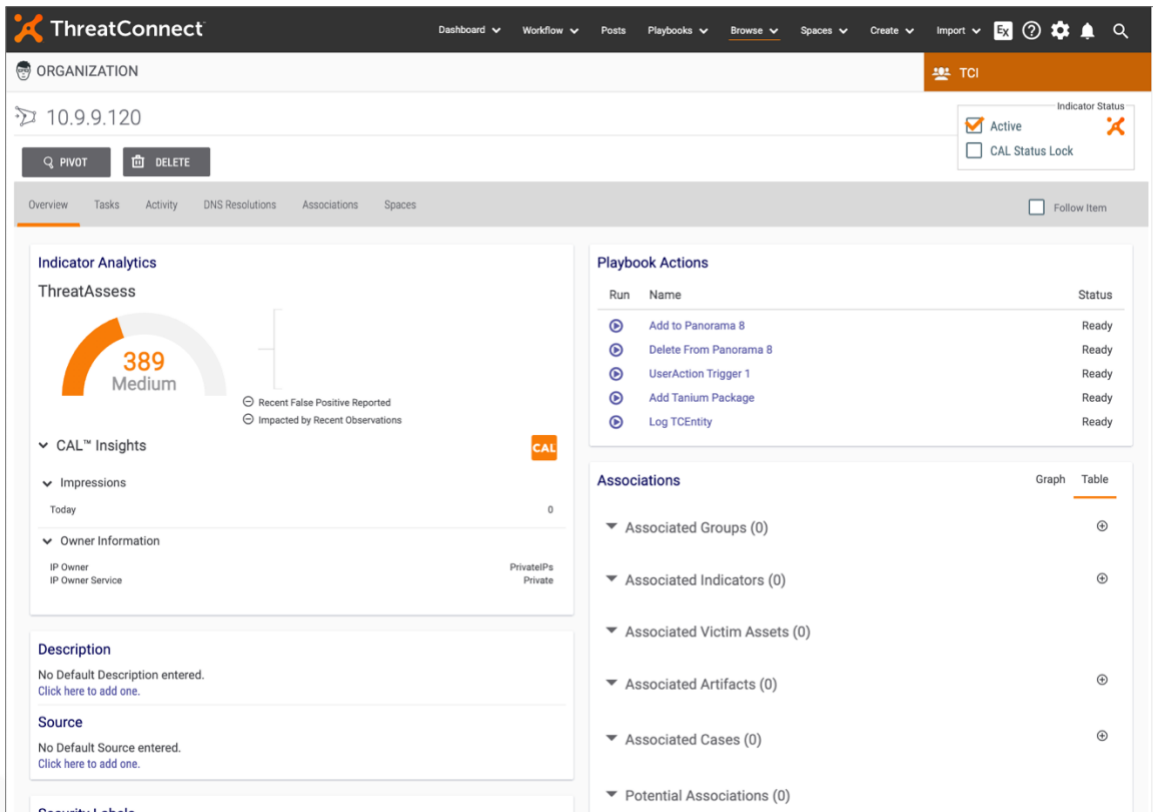 ThreatConnect
Dashboard Workflow Posts Playbooks Browse Spaces Create Import Ex
ORGANIZATION
TCI
10.9.9.120
Indicator Status
Active
CAL Status Lock
PIVOT DELETE
Overview Tasks Activity DNS Resolutions Associations Spaces
Follow Item
Indicator Analytics
ThreatAssess
389
Medium
Recent False Positive Reported
Impacted by Recent Observations
CAL™ Insights
CAL
Impressions
Today 0
Owner Information
IP Owner PrivateIPs
IP Owner Service Private
Description
No Default Description entered.
Click here to add one.
Source
No Default Source entered.
Click here to add one.
Security Labels
Playbook Actions
Run Name Status
Add to Panorama 8 Ready
Delete From Panorama 8 Ready
UserAction Trigger 1 Ready
Add Tanium Package Ready
Log TCEntity Ready
Associations Graph Table
Associated Groups (0)
Associated Indicators (0)
Associated Victim Assets (0)
Associated Artifacts (0)
Associated Cases (0)
Potential Associations (0)